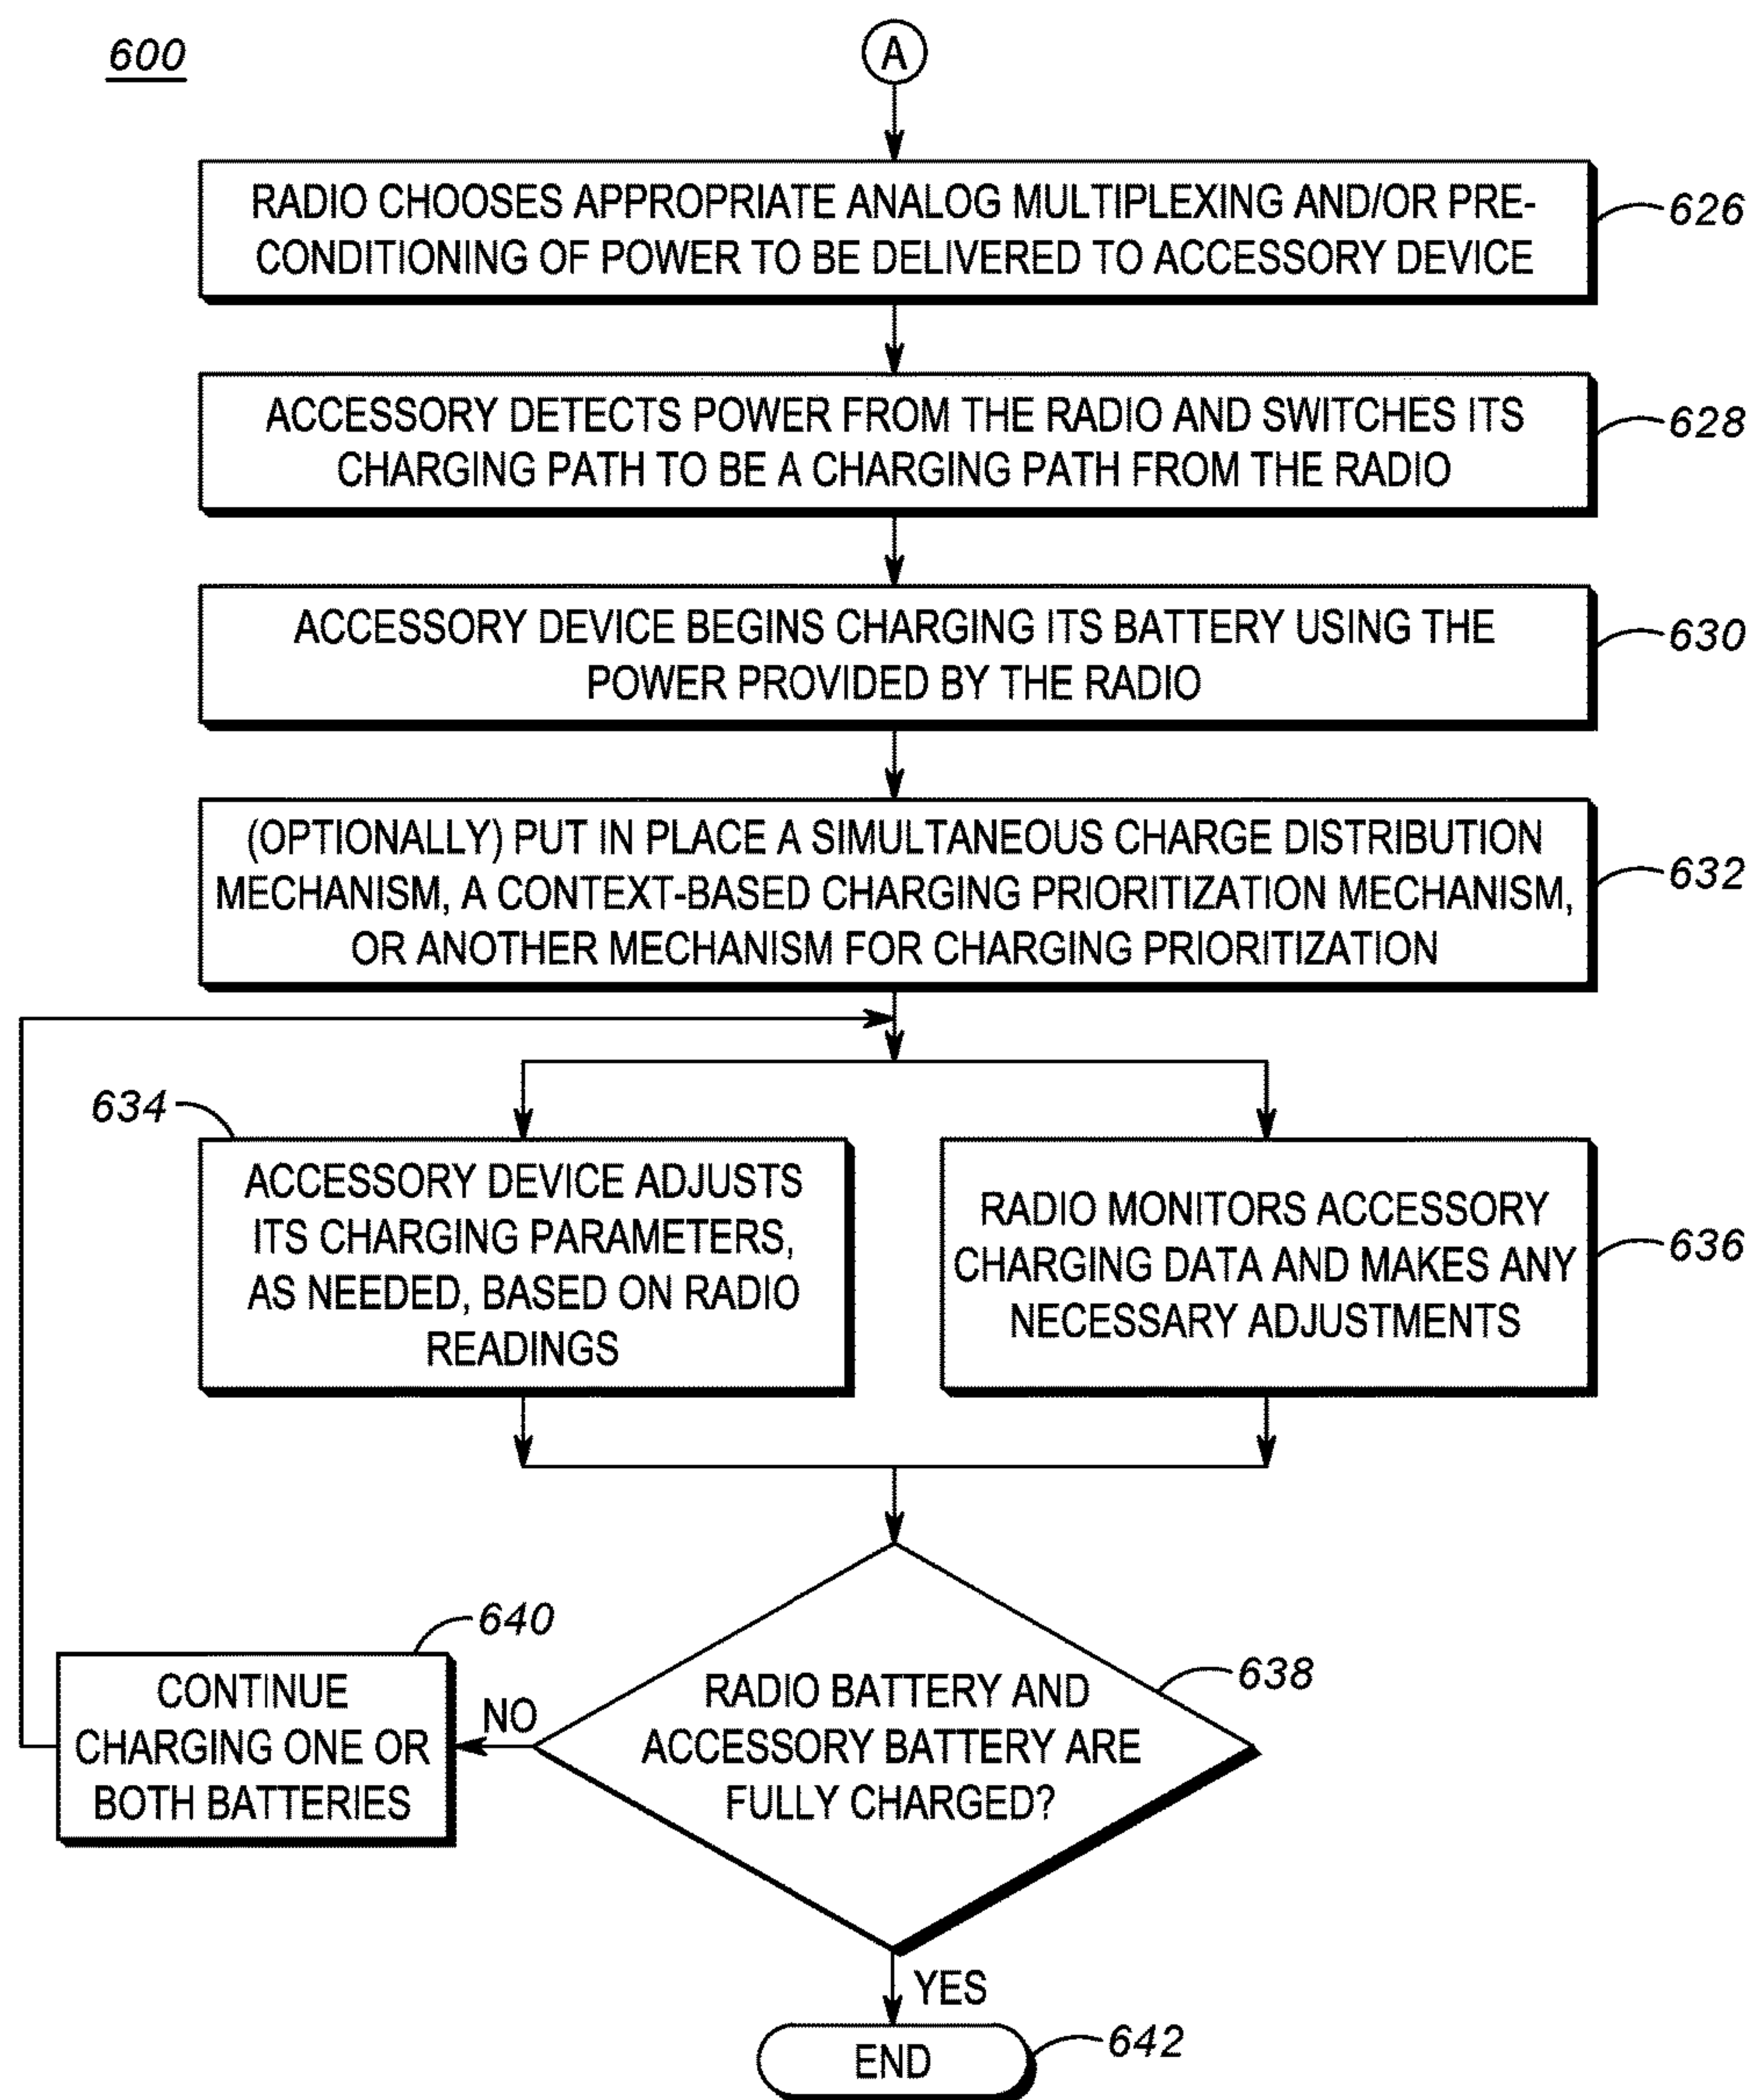 600
A
RADIO CHOOSES APPROPRIATE ANALOG MULTIPLEXING AND/OR PRE-
CONDITIONING OF POWER TO BE DELIVERED TO ACCESSORY DEVICE
626
ACCESSORY DETECTS POWER FROM THE RADIO AND SWITCHES ITS
CHARGING PATH TO BE A CHARGING PATH FROM THE RADIO
628
ACCESSORY DEVICE BEGINS CHARGING ITS BATTERY USING THE
POWER PROVIDED BY THE RADIO
630
(OPTIONALLY) PUT IN PLACE A SIMULTANEOUS CHARGE DISTRIBUTION
MECHANISM, A CONTEXT-BASED CHARGING PRIORITIZATION MECHANISM,
OR ANOTHER MECHANISM FOR CHARGING PRIORITIZATION
632
634
ACCESSORY DEVICE ADJUSTS
ITS CHARGING PARAMETERS,
AS NEEDED, BASED ON RADIO
READINGS
RADIO MONITORS ACCESSORY
CHARGING DATA AND MAKES ANY
NECESSARY ADJUSTMENTS
636
640
CONTINUE
CHARGING ONE OR
BOTH BATTERIES
NO
RADIO BATTERY AND
ACCESSORY BATTERY ARE
FULLY CHARGED?
638
YES
END
642